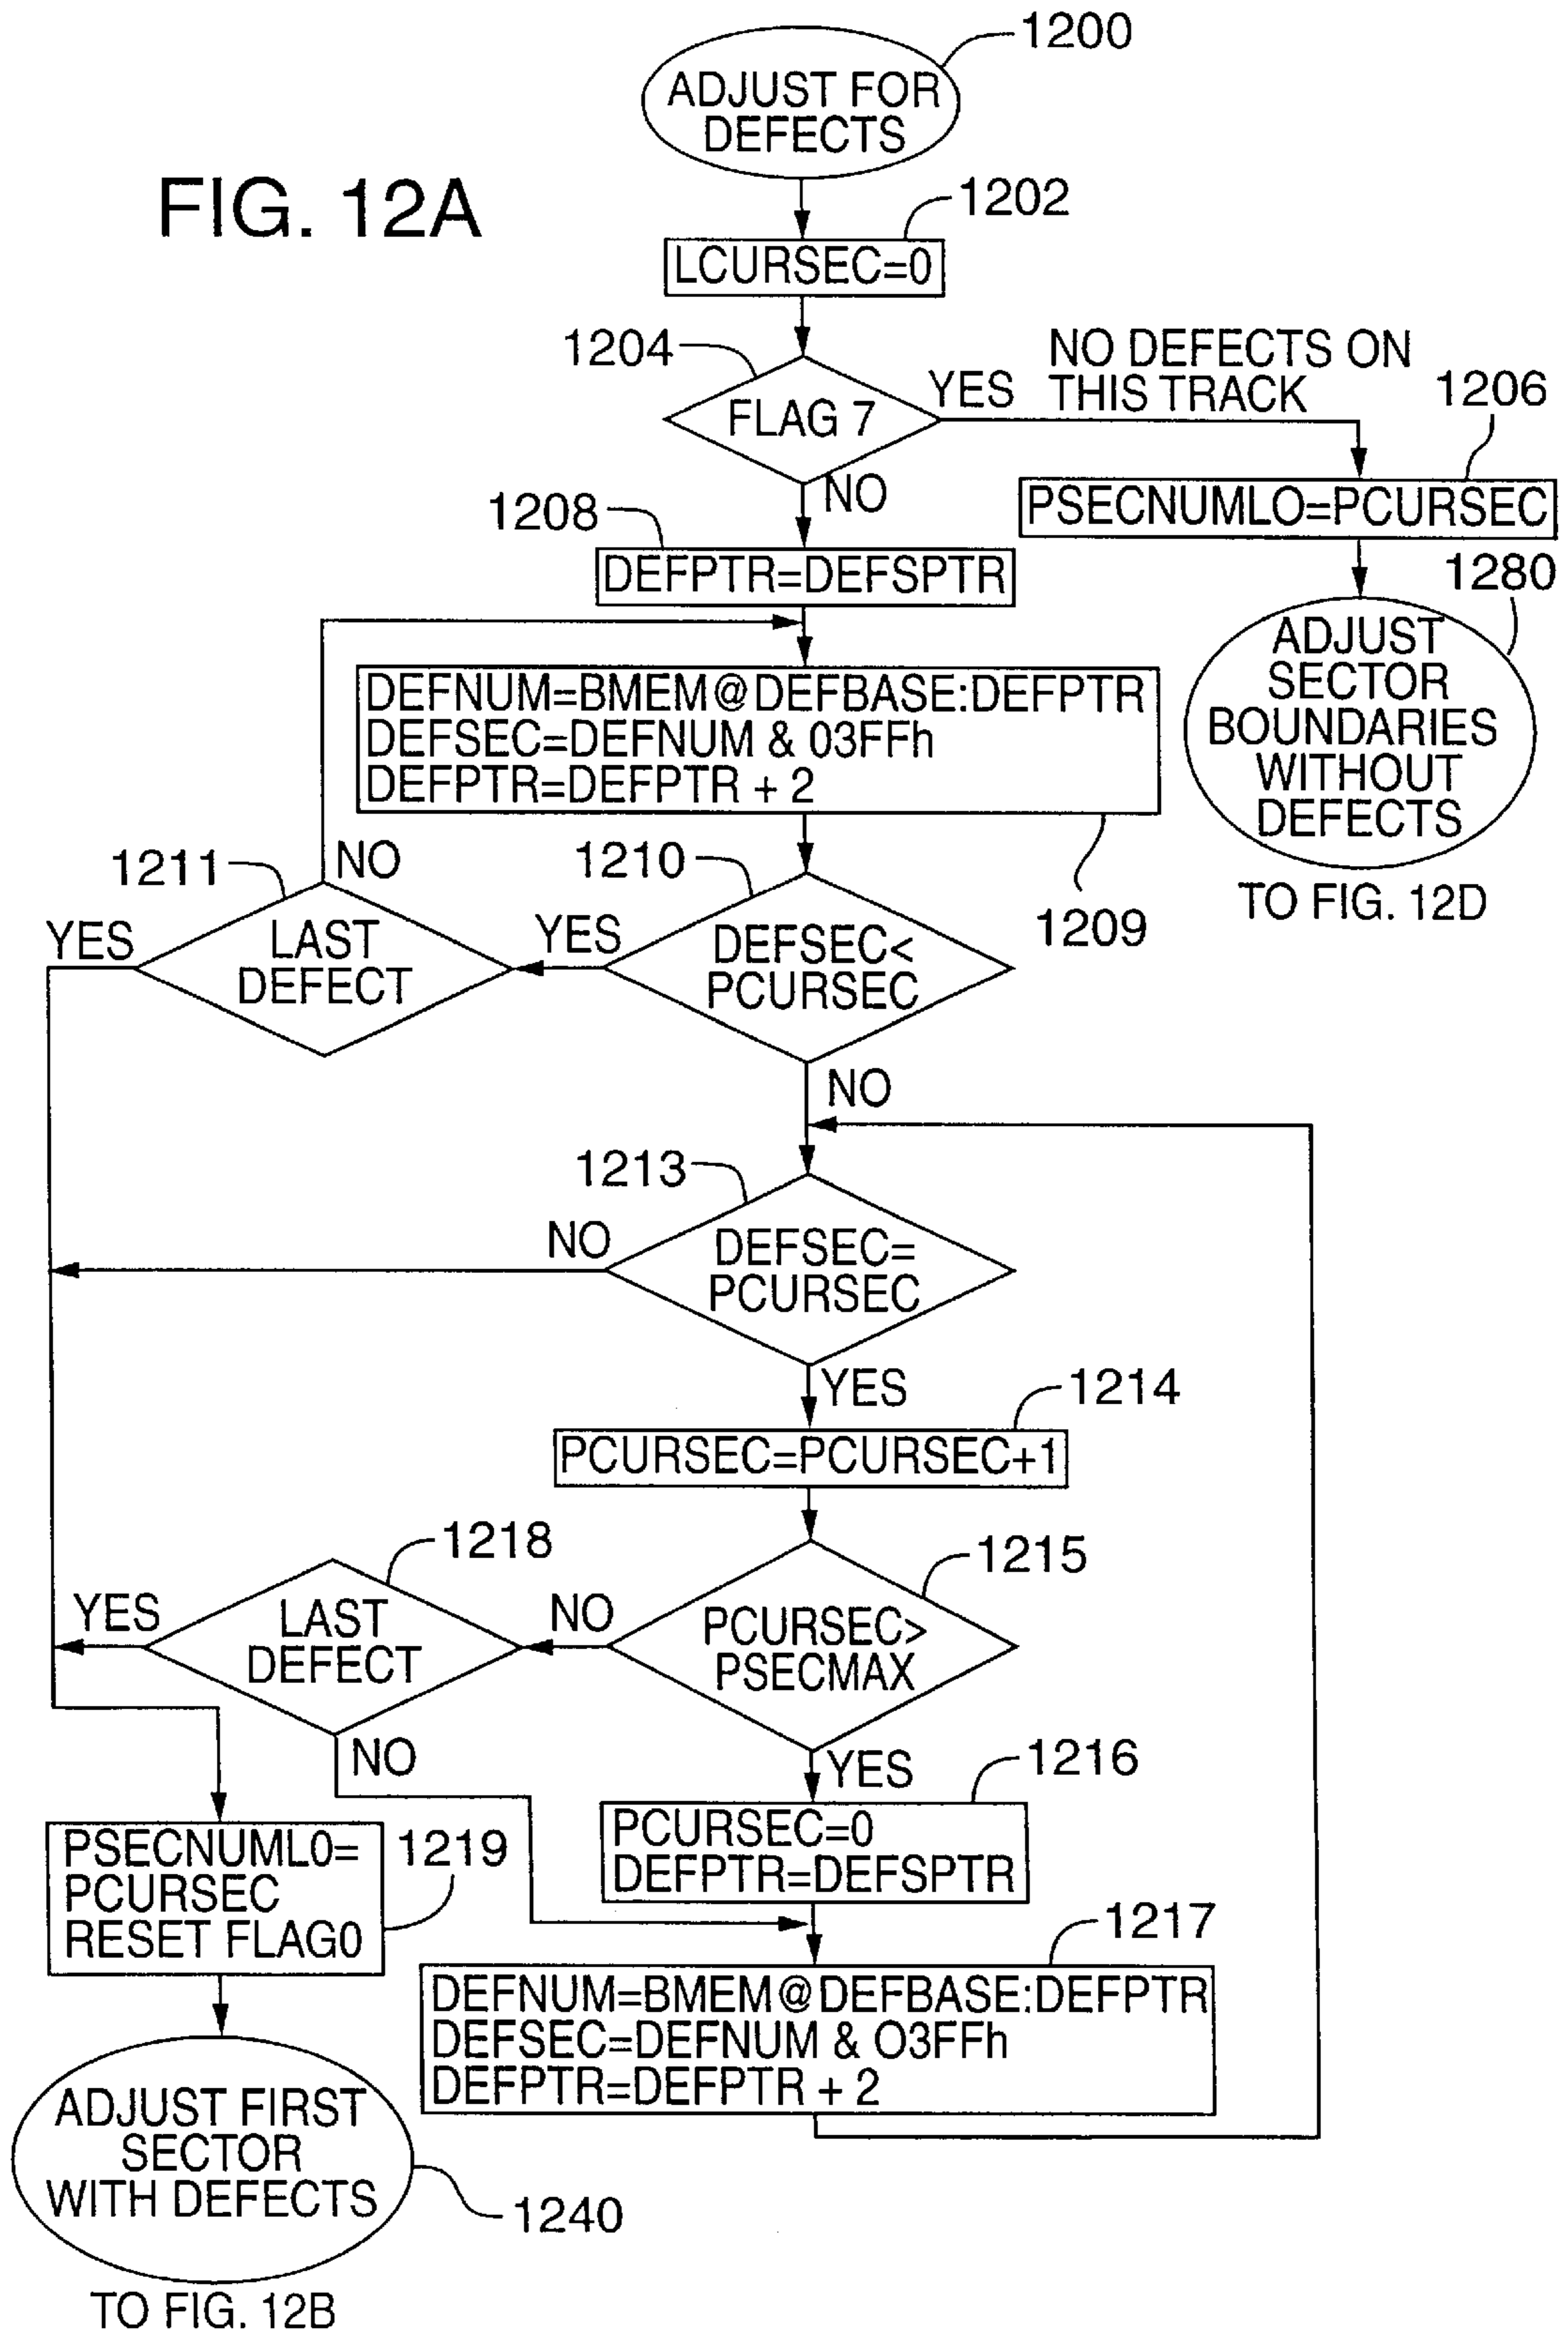 1200
ADJUST FOR
DEFECTS
FIG. 12A
1202
LCURSEC=0
1204
FLAG 7
YES
NO DEFECTS ON
THIS TRACK
1206
NO
PSECNUMLO=PCURSEC
1208
DEFPTR=DEFSPTR
1280
ADJUST
SECTOR
BOUNDARIES
WITHOUT
DEFECTS
TO FIG. 12D
DEFNUM=BMEM@DEFBASE:DEFPTR
DEFSEC=DEFNUM & 03FFh
DEFPTR=DEFPTR + 2
1209
1211
NO
YES
LAST
DEFECT
YES
1210
DEFSEC<
PCURSEC
NO
1213
NO
DEFSEC=
PCURSEC
YES
1214
PCURSEC=PCURSEC+1
1218
YES
LAST
DEFECT
NO
1215
PCURSEC>
PSECMAX
NO
YES
1216
PCURSEC=0
DEFPTR=DEFSPTR
PSECNUML0=
PCURSEC
RESET FLAG0
1219
1217
DEFNUM=BMEM@DEFBASE:DEFPTR
DEFSEC=DEFNUM & O3FFh
DEFPTR=DEFPTR + 2
ADJUST FIRST
SECTOR
WITH DEFECTS
1240
TO FIG. 12B